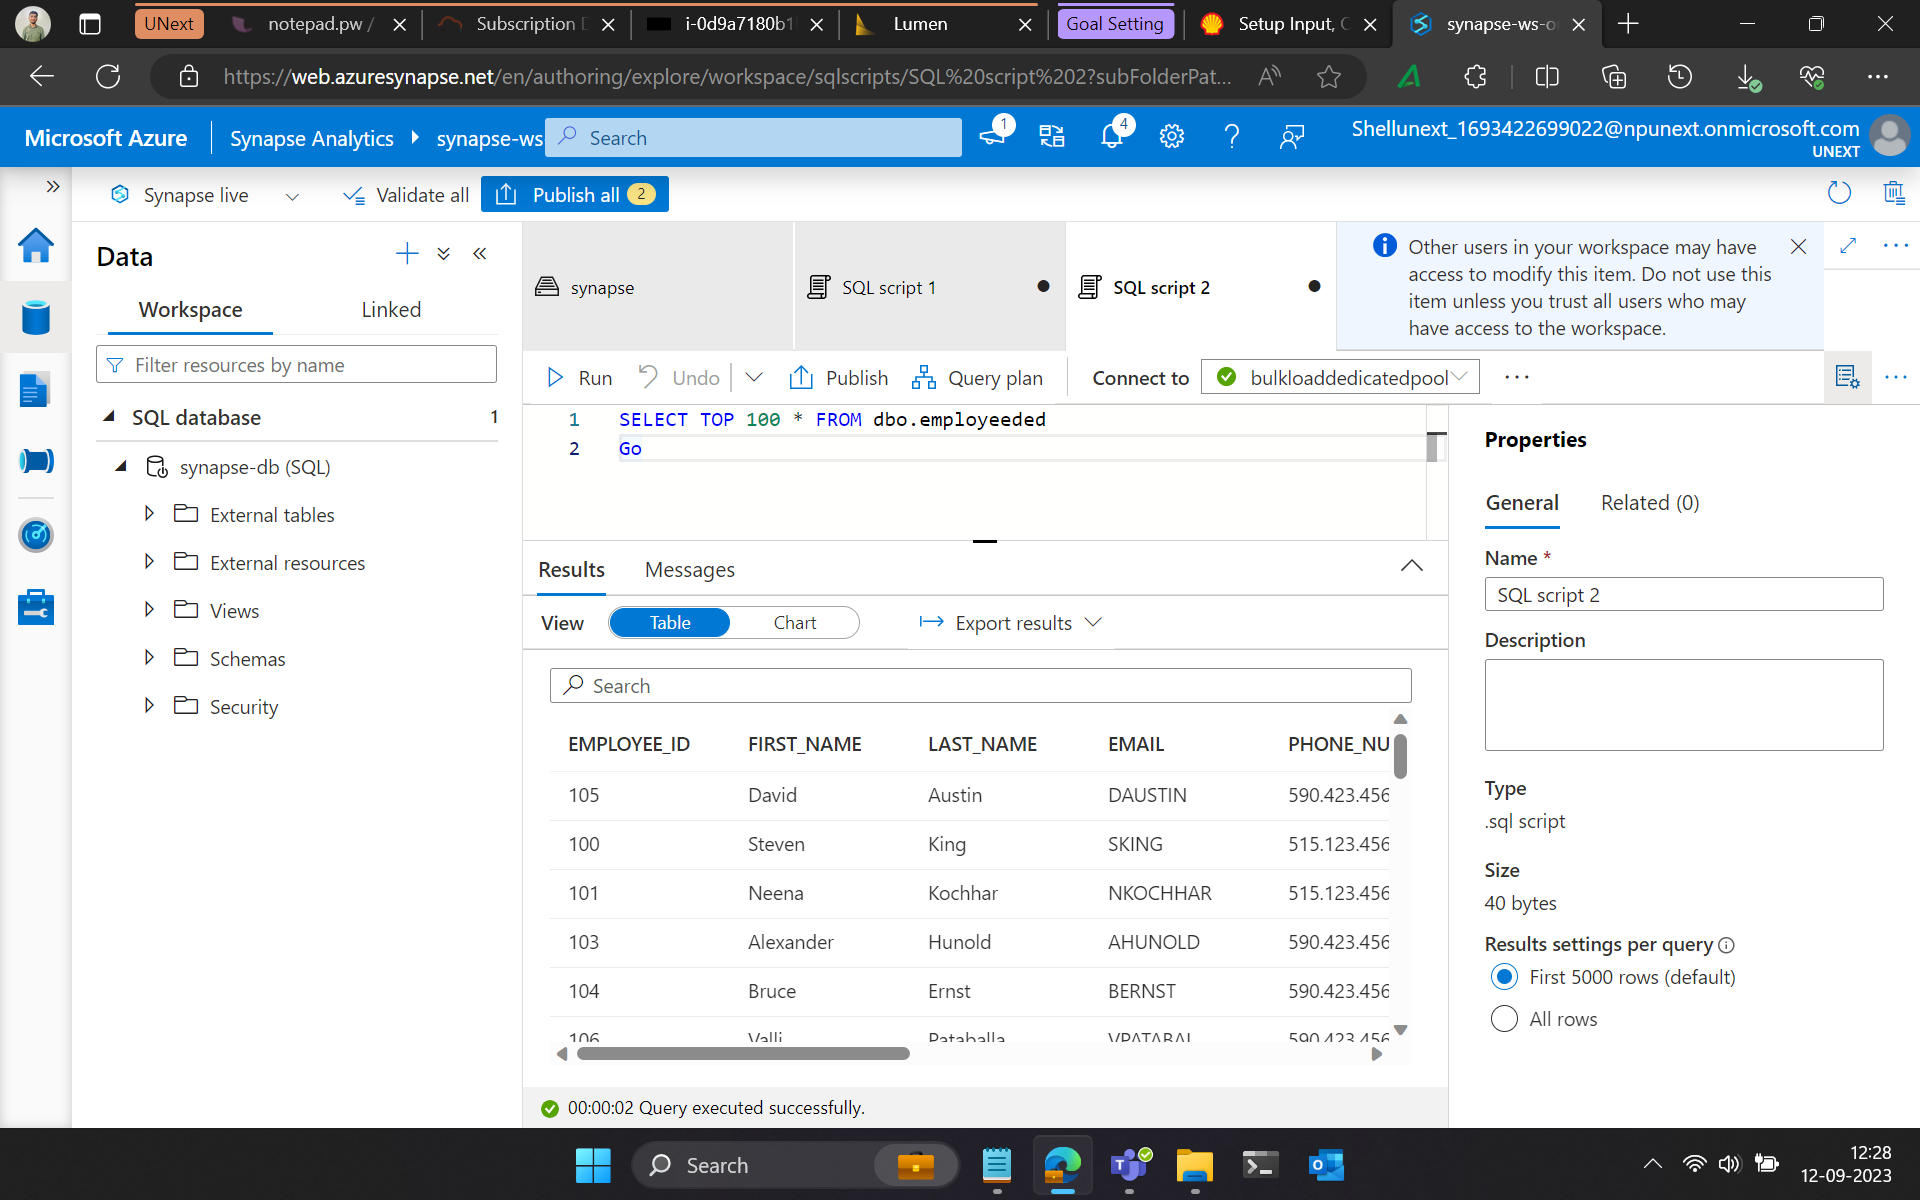 UNext
notepad.pw /
Subscription D
i-0d9a7180b1
Lumen
Goal Setting
Setup Input, C
synapse-ws-o
https://web.azuresynapse.net/en/authoring/explore/workspace/sqlscripts/SQL%20script%202?subFolderPat...
Microsoft Azure
Synapse Analytics
synapse-ws
Search
1
4
Shellunext_1693422699022@npunext.onmicrosoft.com
UNEXT
Synapse live
Validate all
Publish all 2
Data
Workspace
Linked
Filter resources by name
SQL database
1
synapse-db (SQL)
External tables
External resources
Views
Schemas
Security
synapse
SQL script 1
SQL script 2
Other users in your workspace may have
access to modify this item. Do not use this
item unless you trust all users who may
have access to the workspace.
Run
Undo
Publish
Query plan
Connect to
bulkloaddedicatedpool
1 SELECT TOP 100 * FROM dbo.employeeded
2 Go
Results
Messages
View
Table
Chart
Export results
Search
EMPLOYEE_ID FIRST_NAME LAST_NAME EMAIL PHONE_NU
105 David Austin DAUSTIN 590.423.456
100 Steven King SKING 515.123.456
101 Neena Kochhar NKOCHHAR 515.123.456
103 Alexander Hunold AHUNOLD 590.423.456
104 Bruce Ernst BERNST 590.423.456
106 Valli Pataballa VPATABAL 590.423.456
00:00:02 Query executed successfully.
Properties
General
Related (0)
Name *
SQL script 2
Description
Type
.sql script
Size
40 bytes
Results settings per query
First 5000 rows (default)
All rows
Search
12:28
12-09-2023